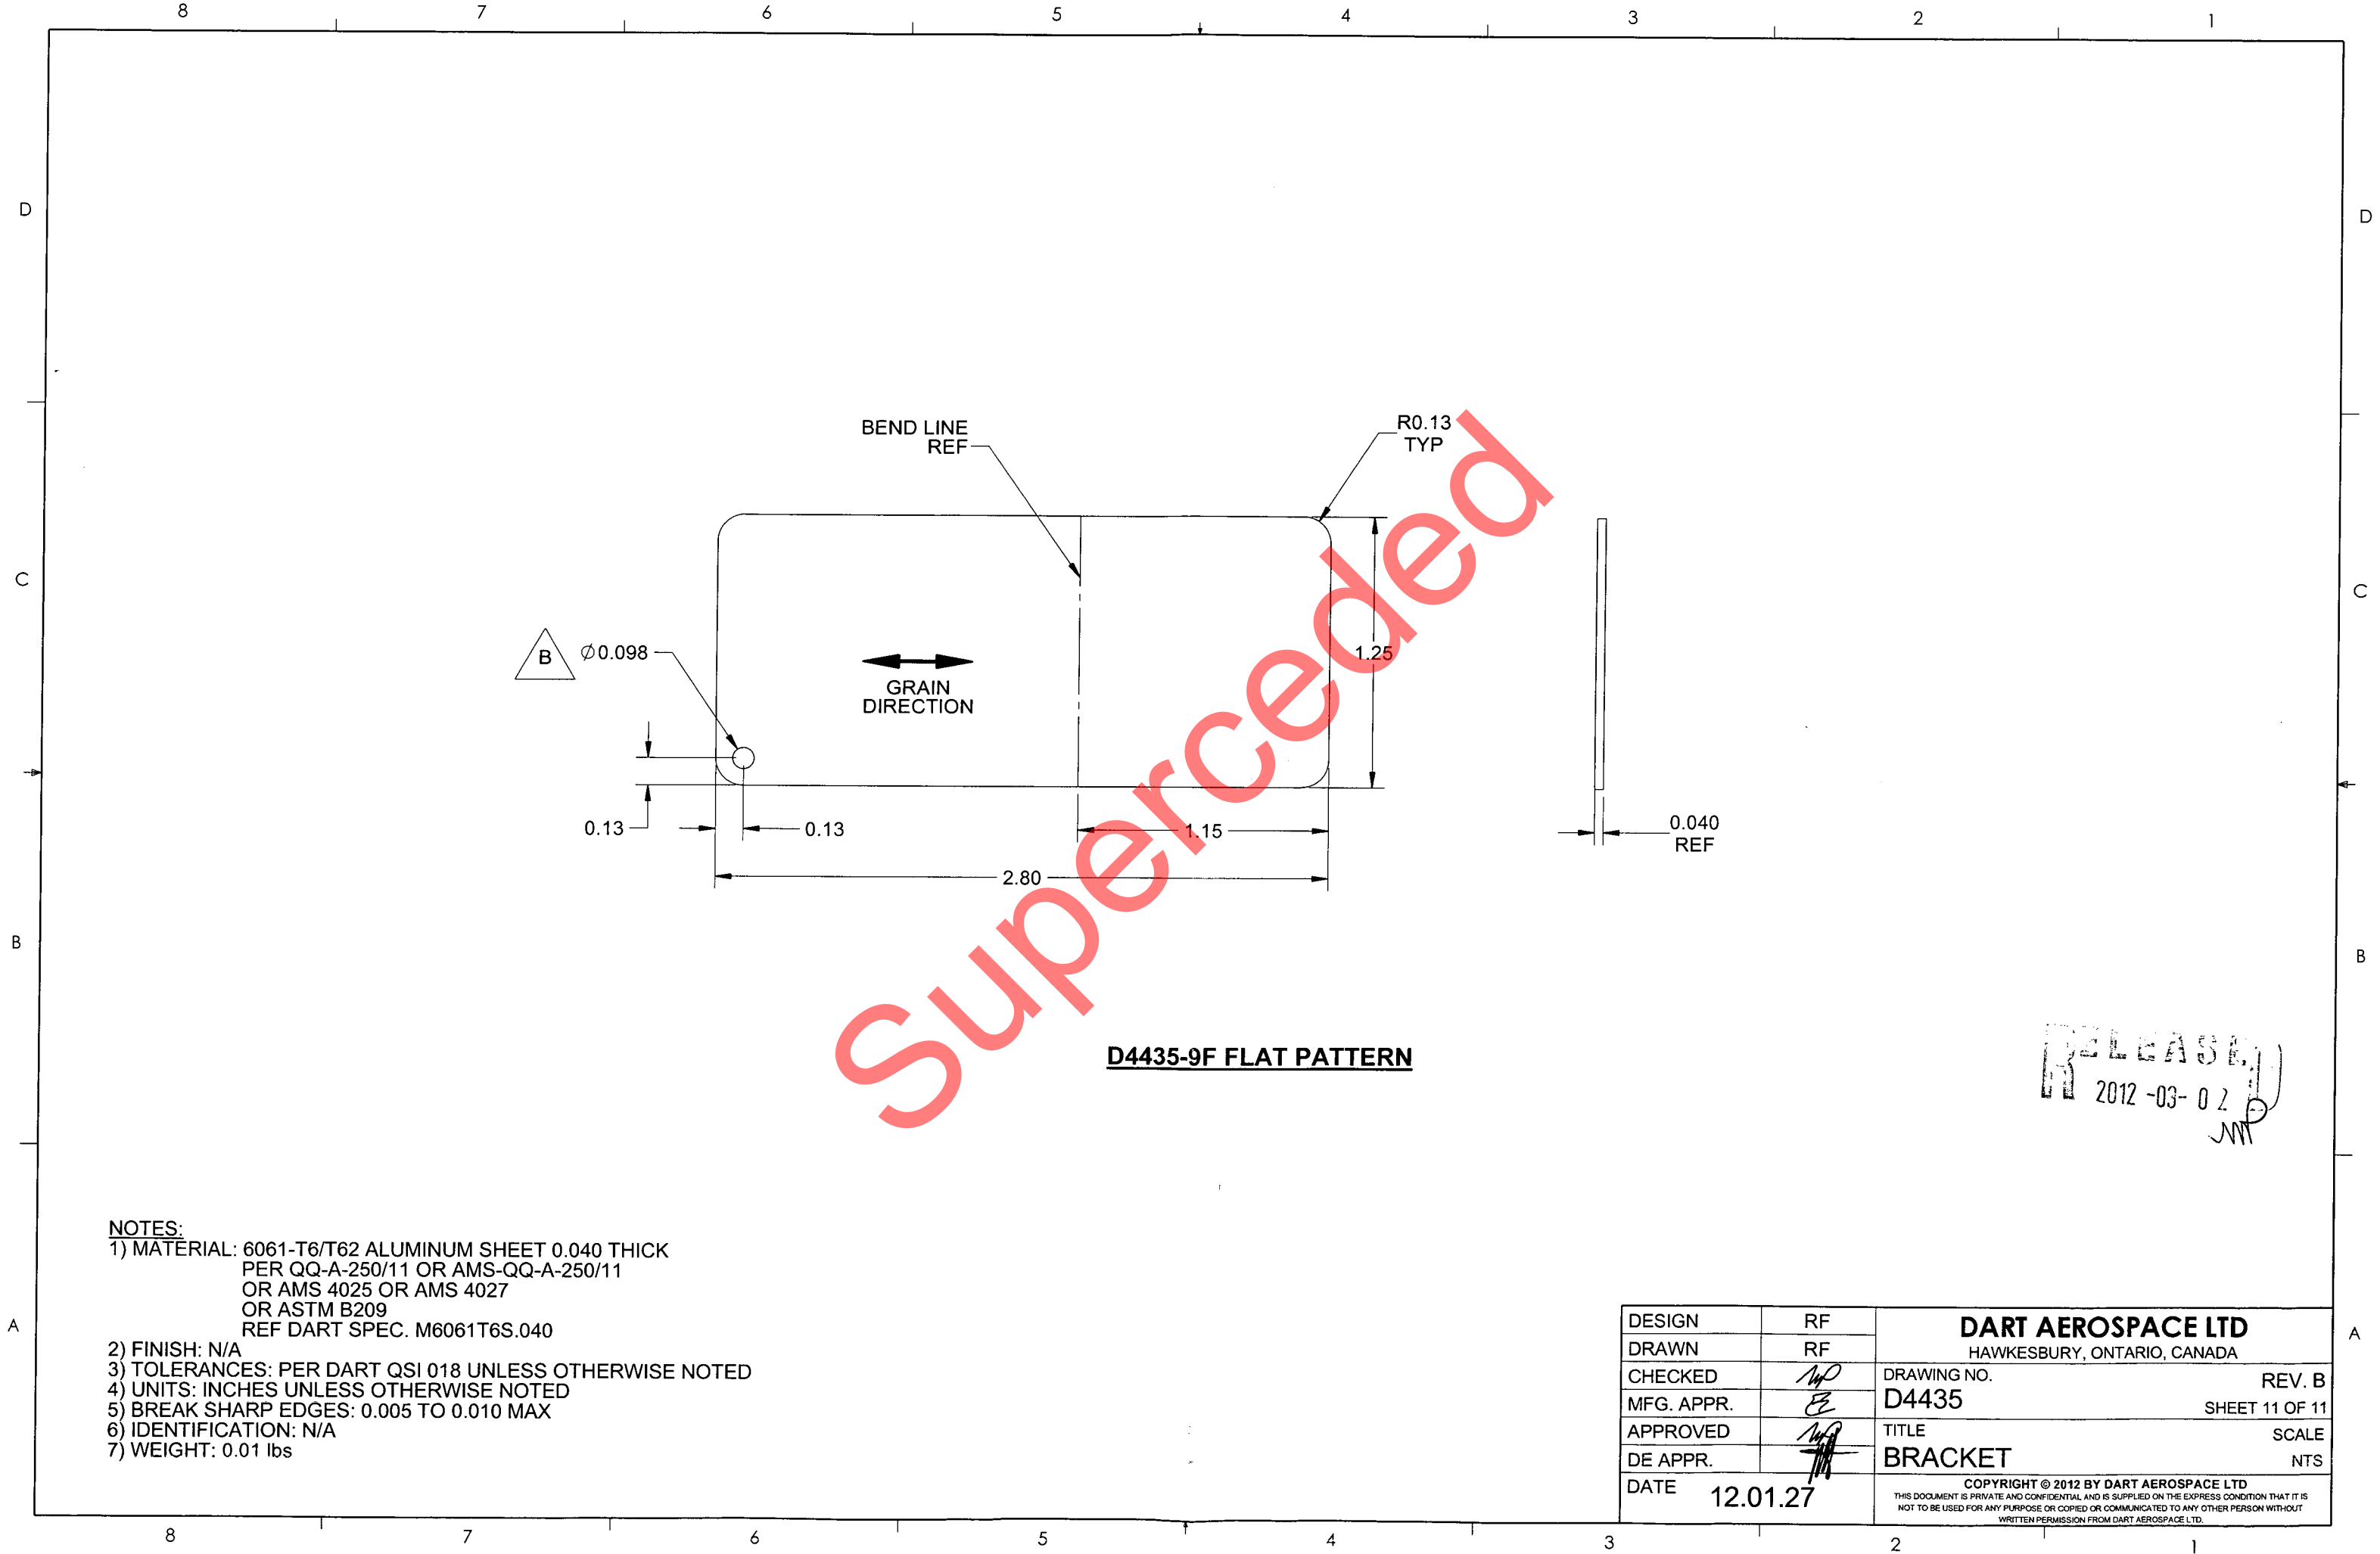 8 7 6 5 4 3 2 1
D D
C C
B B
A A
BEND LINE
REF
R0.13
TYP
B
Ø0.098
GRAIN
DIRECTION
1.25
0.13
0.13
1.15
2.80
0.040
REF
Superceded
D4435-9F FLAT PATTERN
RELEASED
2012-03-02
NOTES:
1) MATERIAL: 6061-T6/T62 ALUMINUM SHEET 0.040 THICK
PER QQ-A-250/11 OR AMS-QQ-A-250/11
OR AMS 4025 OR AMS 4027
OR ASTM B209
REF DART SPEC. M6061T6S.040
2) FINISH: N/A
3) TOLERANCES: PER DART QSI 018 UNLESS OTHERWISE NOTED
4) UNITS: INCHES UNLESS OTHERWISE NOTED
5) BREAK SHARP EDGES: 0.005 TO 0.010 MAX
6) IDENTIFICATION: N/A
7) WEIGHT: 0.01 lbs
DESIGN RF
DRAWN RF
CHECKED
MFG. APPR.
APPROVED
DE APPR.
DATE 12.01.27
DART AEROSPACE LTD
HAWKESBURY, ONTARIO, CANADA
DRAWING NO. REV. B
D4435 SHEET 11 OF 11
TITLE SCALE
BRACKET NTS
COPYRIGHT © 2012 BY DART AEROSPACE LTD
THIS DOCUMENT IS PRIVATE AND CONFIDENTIAL AND IS SUPPLIED ON THE EXPRESS CONDITION THAT IT IS
NOT TO BE USED FOR ANY PURPOSE OR COPIED OR COMMUNICATED TO ANY OTHER PERSON WITHOUT
WRITTEN PERMISSION FROM DART AEROSPACE LTD.
8 7 6 5 4 3 2 1